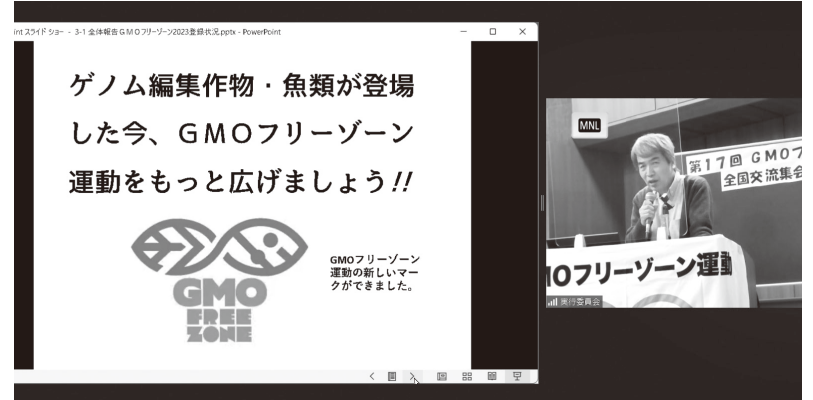 int スライド ショー - 3-1 全体報告ＧＭＯフリーゾーン2023登録状況.pptx - PowerPoint
ゲノム編集作物・魚類が登場
した今、ＧＭＯフリーゾーン
運動をもっと広げましょう!!
GMO
FREE
ZONE
GMOフリーゾーン
運動の新しいマー
クができました。
MNL
第17回 GMOフ
全国交流集会
MOフリーゾーン運動
実行委員会